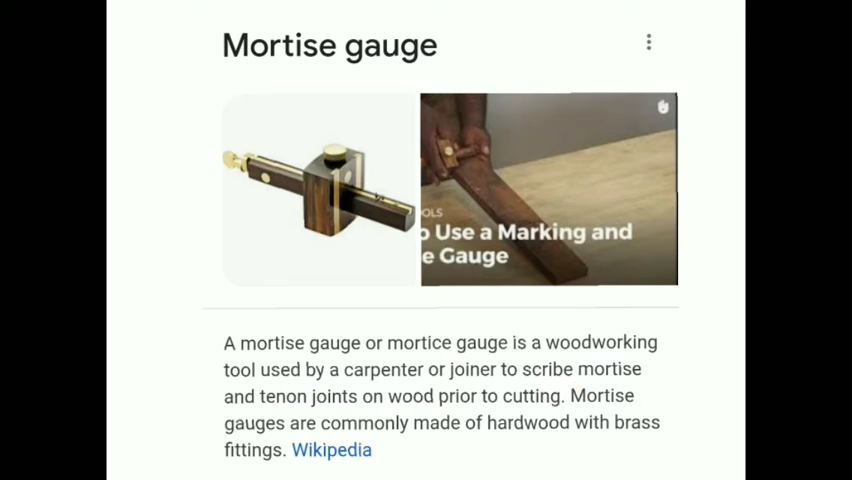 Mortise gauge
OLS
o Use a Marking and
e Gauge
A mortise gauge or mortice gauge is a woodworking
tool used by a carpenter or joiner to scribe mortise
and tenon joints on wood prior to cutting. Mortise
gauges are commonly made of hardwood with brass
fittings. Wikipedia